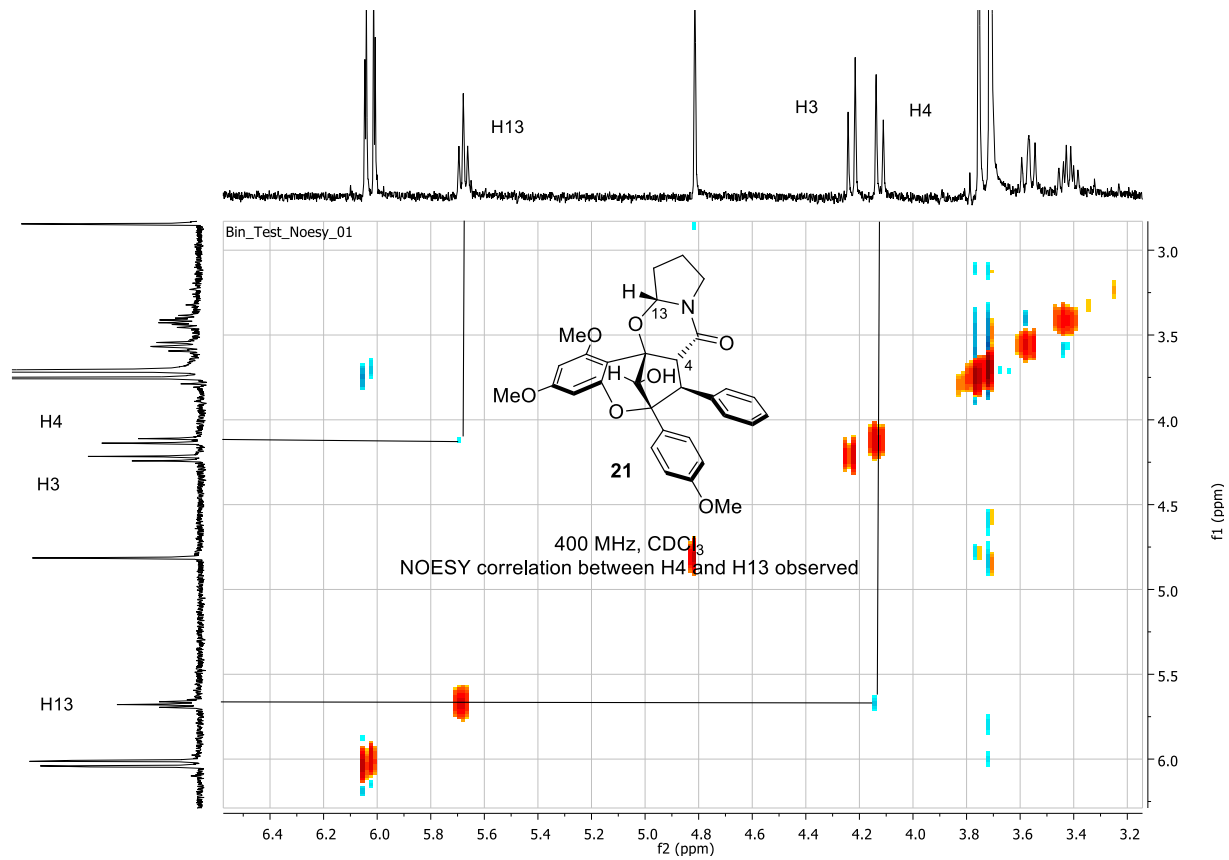 H13
H3
H4
Bin_Test_Noesy_01
H
N
13
O
O
MeO
4
H
OH
MeO
O
21
OMe
400 MHz, CDCl3
NOESY correlation between H4 and H13 observed
H4
H3
H13
3.0
3.5
4.0
4.5
5.0
5.5
6.0
f1 (ppm)
6.4 6.2 6.0 5.8 5.6 5.4 5.2 5.0 4.8 4.6 4.4 4.2 4.0 3.8 3.6 3.4 3.2
f2 (ppm)